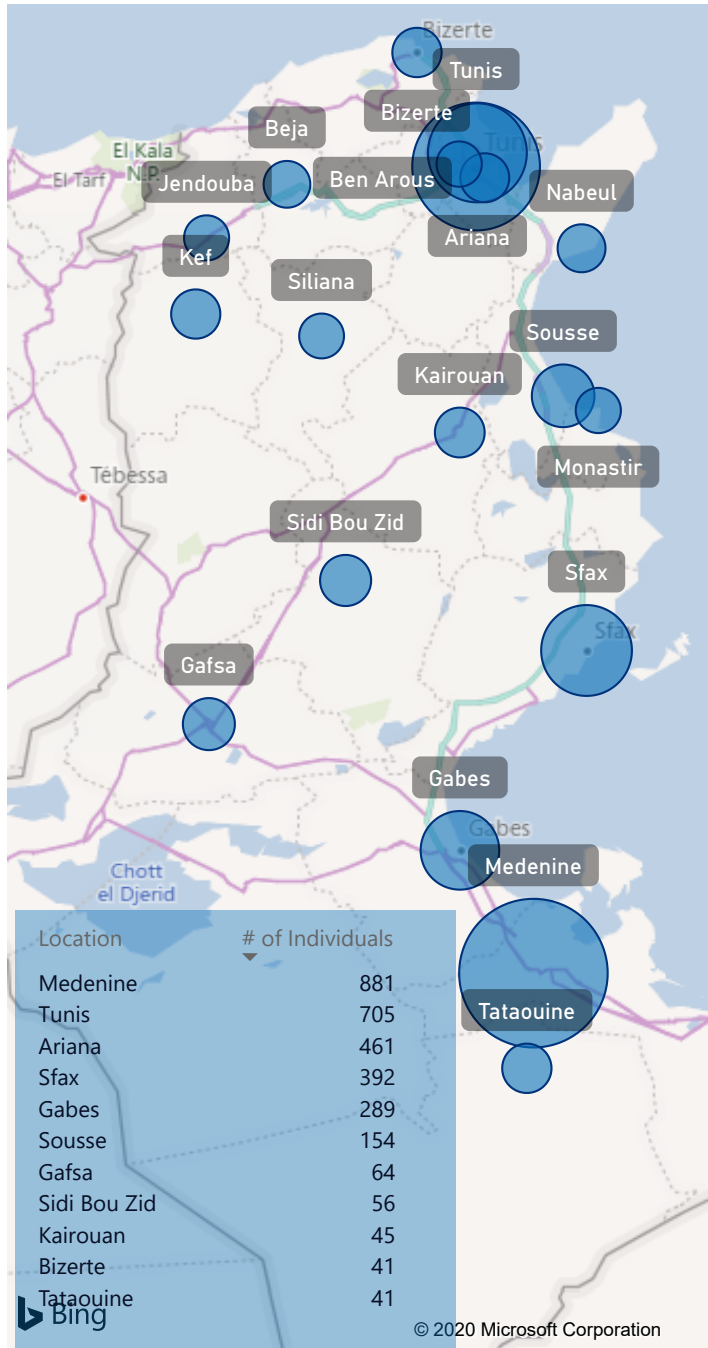 Bizerte
Tunis
Bizerte
Beja
Tunis
El Kala
N.P.
El Tarf
Jendouba
Ben Arous
Nabeul
Ariana
Kef
Siliana
Sousse
Kairouan
Monastir
Tébessa
Sidi Bou Zid
Sfax
Sfax
Gafsa
Gabes
Gabes
Medenine
Chott
el Djerid
Location # of Individuals
Medenine 881
Tunis 705
Ariana 461
Sfax 392
Gabes 289
Sousse 154
Gafsa 64
Sidi Bou Zid 56
Kairouan 45
Bizerte 41
Tataouine 41
Tataouine
Bing
© 2020 Microsoft Corporation